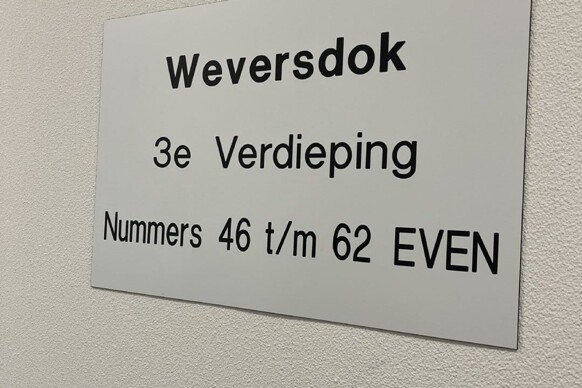 Weversdok
3e Verdieping
Nummers 46 t/m 62 EVEN